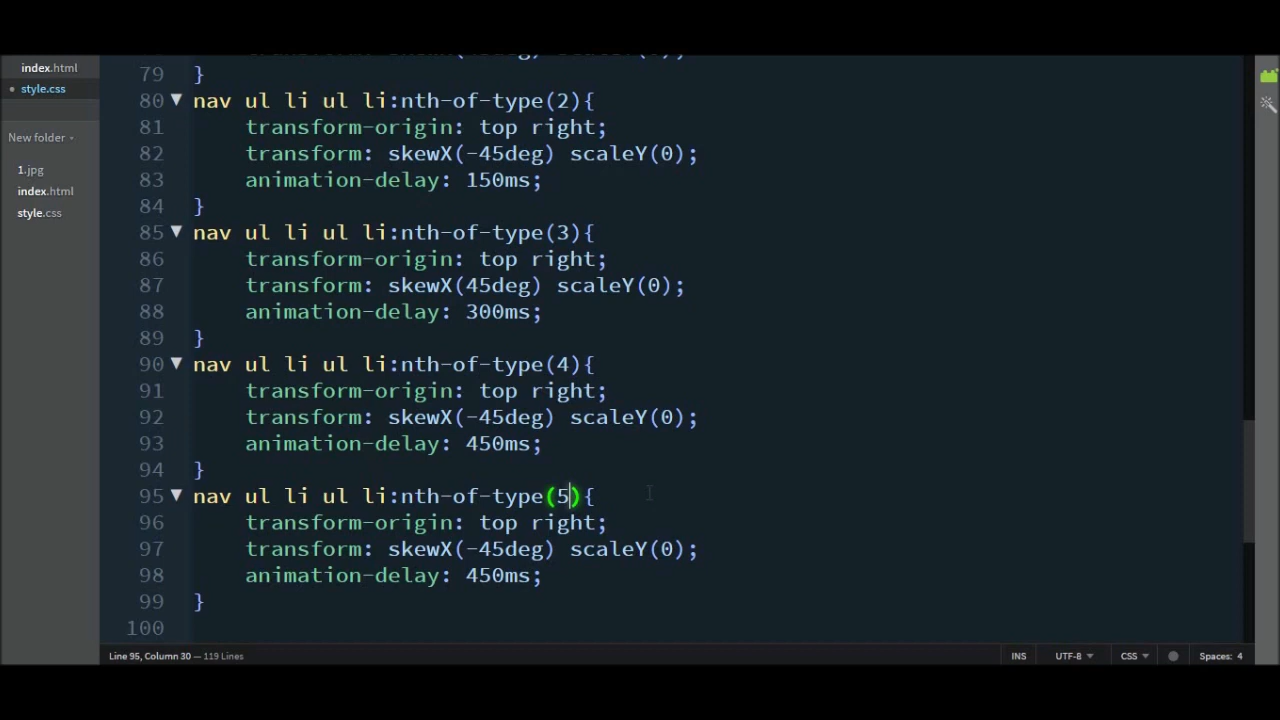 index.html
style.css
New folder
1.jpg
index.html
style.css
79 }
80 nav ul li ul li:nth-of-type(2){
81 transform-origin: top right;
82 transform: skewX(-45deg) scaleY(0);
83 animation-delay: 150ms;
84 }
85 nav ul li ul li:nth-of-type(3){
86 transform-origin: top right;
87 transform: skewX(45deg) scaleY(0);
88 animation-delay: 300ms;
89 }
90 nav ul li ul li:nth-of-type(4){
91 transform-origin: top right;
92 transform: skewX(-45deg) scaleY(0);
93 animation-delay: 450ms;
94 }
95 nav ul li ul li:nth-of-type(5){
96 transform-origin: top right;
97 transform: skewX(-45deg) scaleY(0);
98 animation-delay: 450ms;
99 }
100
Line 95, Column 30 — 119 Lines INS UTF-8 CSS Spaces: 4